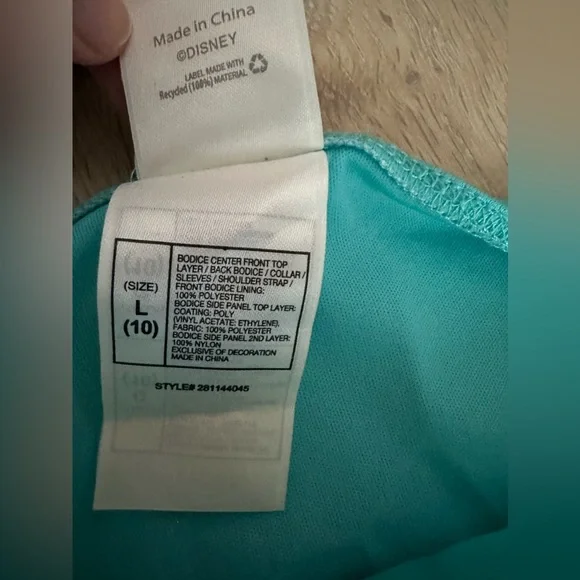 Made in China
©DISNEY
LABEL MADE WITH
Recycled (100%) MATERIAL
(SIZE)
L
(10)
BODICE CENTER FRONT TOP
LAYER / BACK BODICE / COLLAR /
SLEEVES / SHOULDER STRAP /
FRONT BODICE LINING:
100% POLYESTER
BODICE SIDE PANEL TOP LAYER:
COATING: POLY
(VINYL ACETATE: ETHYLENE).
FABRIC: 100% POLYESTER
BODICE SIDE PANEL 2ND LAYER:
100% NYLON
EXCLUSIVE OF DECORATION
MADE IN CHINA
STYLE# 281144045